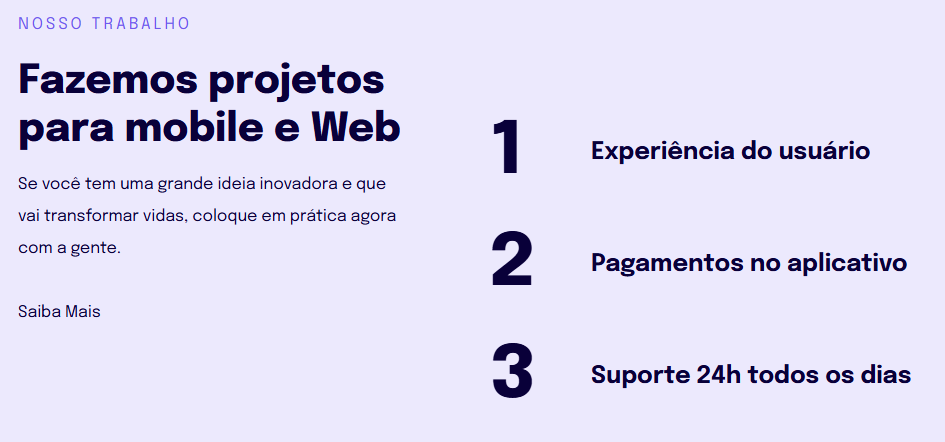 NOSSO TRABALHO
Fazemos projetos
para mobile e Web
Se você tem uma grande ideia inovadora e que
vai transformar vidas, coloque em prática agora
com a gente.
Saiba Mais
1 Experiência do usuário
2 Pagamentos no aplicativo
3 Suporte 24h todos os dias